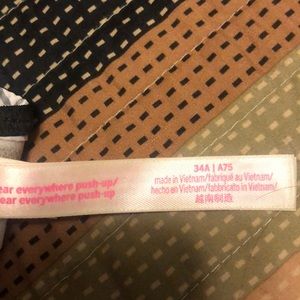 ear everywhere push-up/
ear everywhere push-up
34A | A75
made in Vietnam/fabriqué au Vietnam/
hecho en Vietnam/fabbricato in Vietnam/
越南制造